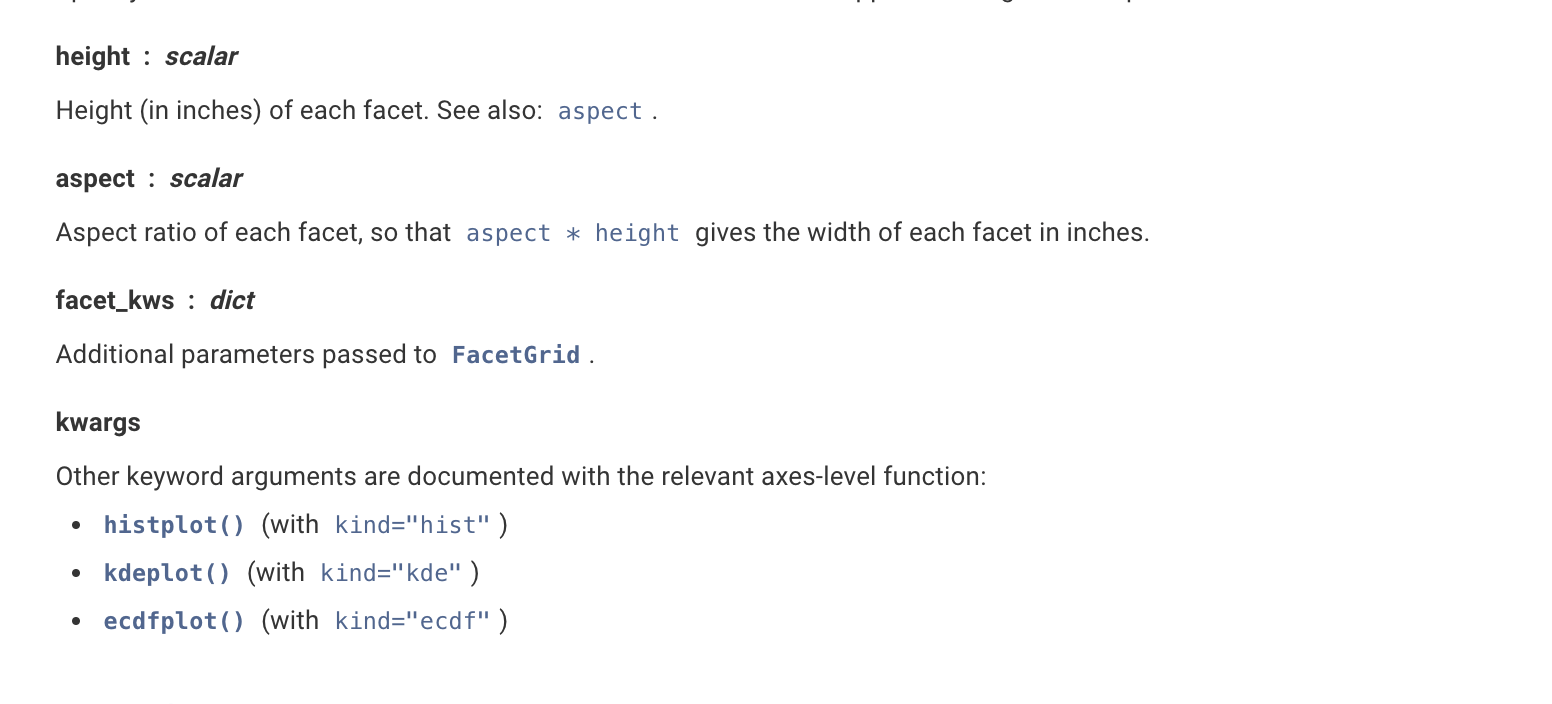 height : scalar
Height (in inches) of each facet. See also: aspect .
aspect : scalar
Aspect ratio of each facet, so that aspect * height gives the width of each facet in inches.
facet_kws : dict
Additional parameters passed to FacetGrid .
kwargs
Other keyword arguments are documented with the relevant axes-level function:
• histplot() (with kind="hist" )
• kdeplot() (with kind="kde" )
• ecdfplot() (with kind="ecdf" )